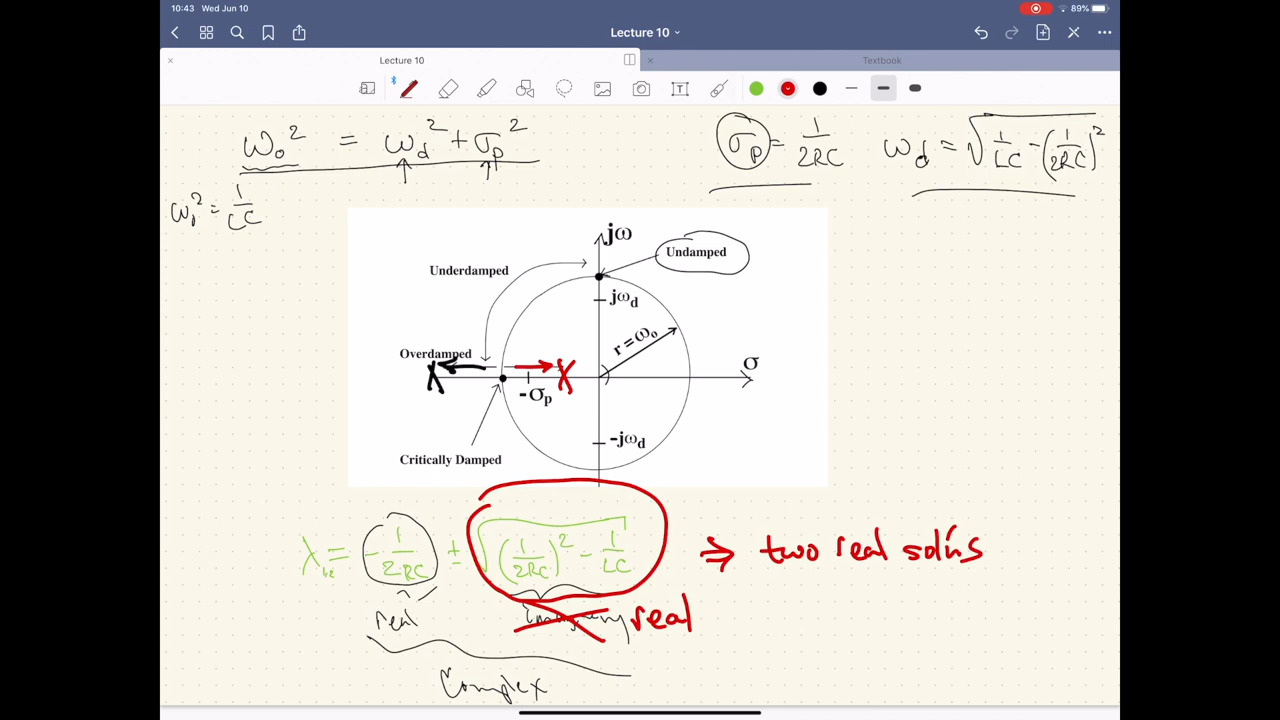 10:43 Wed Jun 10
89%
Lecture 10
Lecture 10
Textbook
T
ω₀² = ω_d² + σ_p²
σ_p = 1/2RC
ω_d = √(1/LC − (1/2RC)²)
ω₀² = 1/LC
jω
Undamped
Underdamped
jω_d
r = ω₀
Overdamped
σ
-σ_p
-jω_d
Critically Damped
λ₁,₂ = − 1/2RC ± √((1/2RC)² − 1/LC) ⇒ two real sol'ns
real
imaginary real
Complex